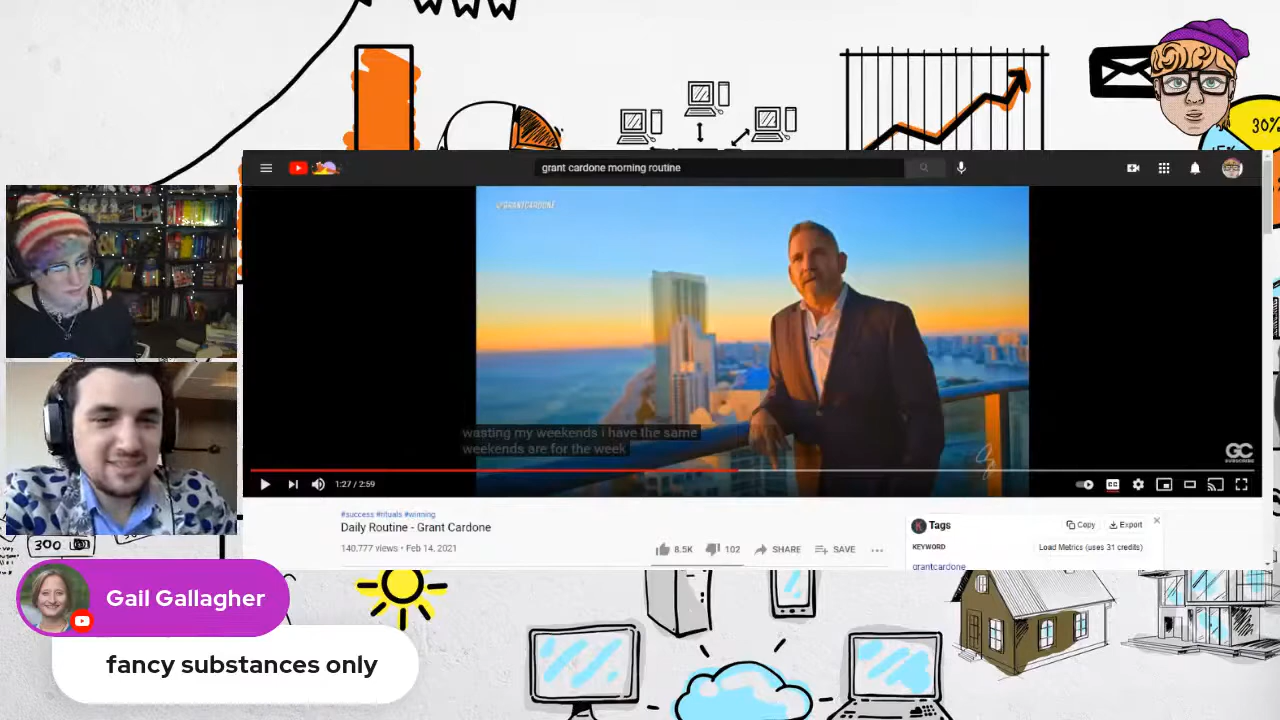 30%
grant cardone morning routine
@GRANTCARDONE
wasting my weekends i have the same
weekends are for the week
GC
SUBSCRIBE
1:27 / 2:59
CC
#success #rituals #winning
Daily Routine - Grant Cardone
140,777 views • Feb 14, 2021
8.5K
102
SHARE
SAVE
Tags
Copy
Export
KEYWORD
Load Metrics (uses 31 credits)
grantcardone
300
Gail Gallagher
fancy substances only